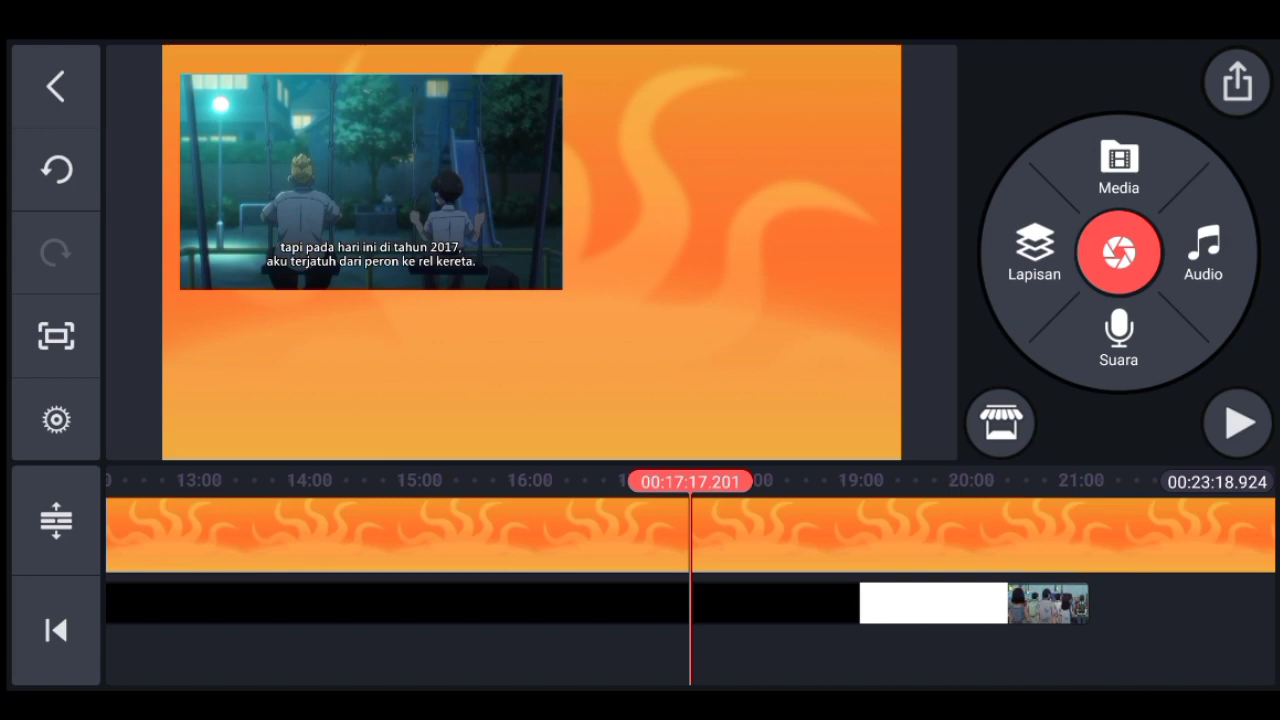 Media
Lapisan
Audio
Suara
tapi pada hari ini di tahun 2017,
aku terjatuh dari peron ke rel kereta.
13:00
14:00
15:00
16:00
00:17:17.201
19:00
20:00
21:00
00:23:18.924